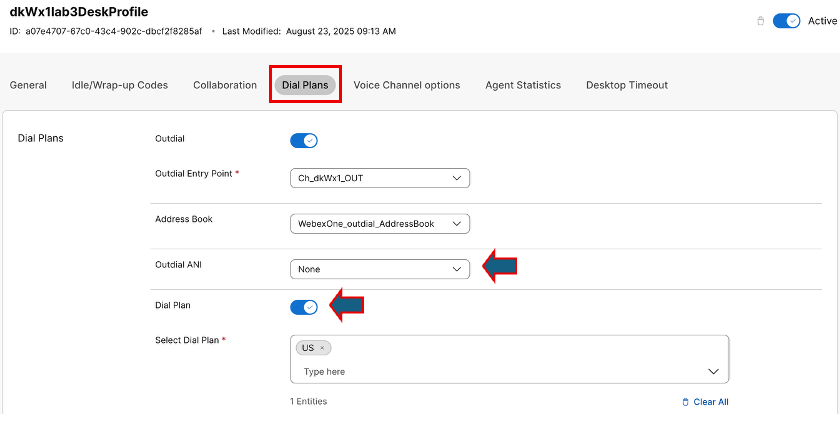 dkWx1lab3DeskProfile
ID: a07e4707-67c0-43c4-902c-dbcf2f8285af • Last Modified: August 23, 2025 09:13 AM
Active
General Idle/Wrap-up Codes Collaboration Dial Plans Voice Channel options Agent Statistics Desktop Timeout
Dial Plans
Outdial
Outdial Entry Point *
Ch_dkWx1_OUT
Address Book
WebexOne_outdial_AddressBook
Outdial ANI
None
Dial Plan
Select Dial Plan *
US ×
Type here
1 Entities
Clear All